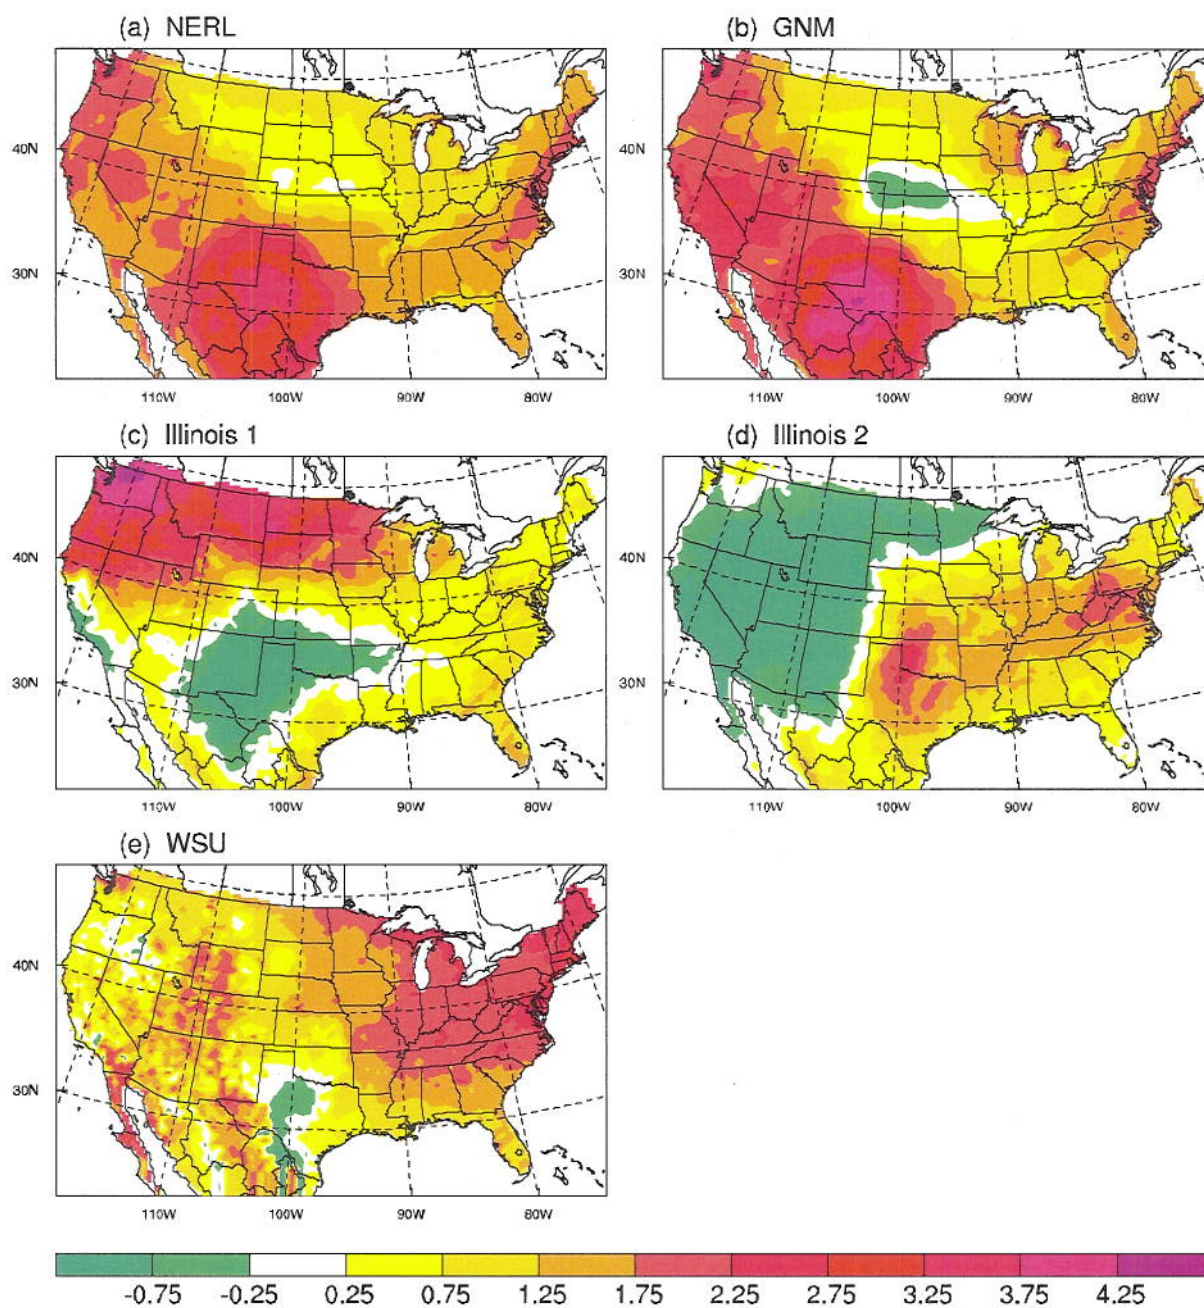 (a) NERL
(b) GNM
40N
30N
110W
100W
90W
80W
40N
30N
110W
100W
90W
80W
(c) Illinois 1
(d) Illinois 2
40N
30N
110W
100W
90W
80W
40N
30N
110W
100W
90W
80W
(e) WSU
40N
30N
110W
100W
90W
80W
-0.75 -0.25 0.25 0.75 1.25 1.75 2.25 2.75 3.25 3.75 4.25